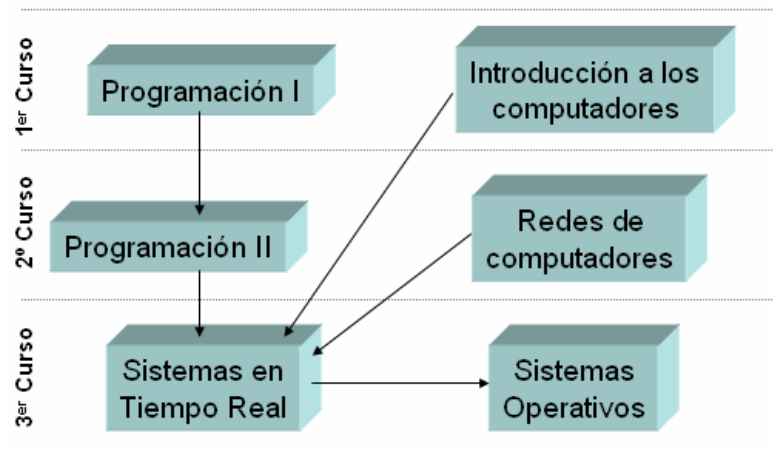 1er Curso
Programación I
Introducción a los
computadores
2º Curso
Programación II
Redes de
computadores
3er Curso
Sistemas en
Tiempo Real
Sistemas
Operativos